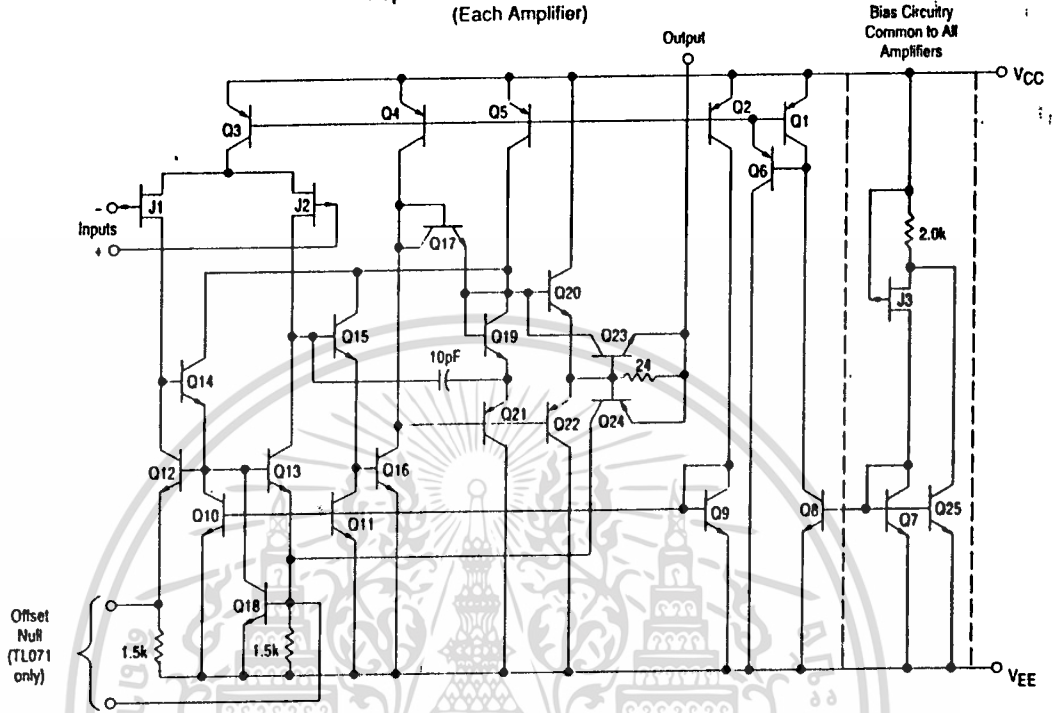 (Each Amplifier)
Bias Circuitry
Common to All
Amplifiers
Output
VCC
Q3
Q4
Q5
Q2
Q1
Q6
J1
J2
-
Inputs
+
Q17
2.0k
J3
Q20
Q15
Q19
Q23
10pF
24
Q14
Q21
Q22
Q24
Q12
Q13
Q16
Q10
Q11
Q9
Q8
Q7
Q25
Q18
Offset
Null
(TL071
only)
1.5k
1.5k
VEE